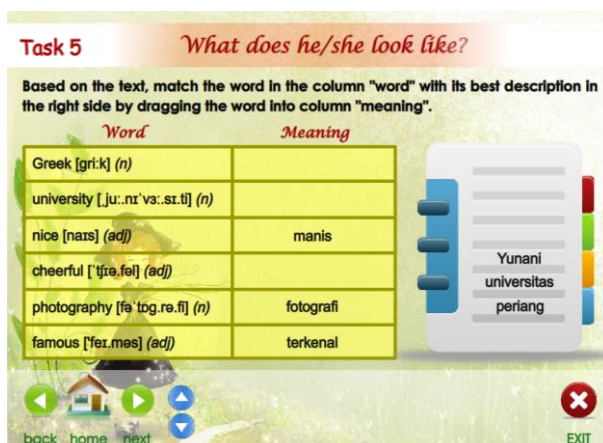 Task 5
What does he/she look like?
Based on the text, match the word in the column "word" with its best description in
the right side by dragging the word into column "meaning".
Word Meaning
Greek [gri:k] (n)
university [ˌju:.nɪˈvɜ:.sɪ.ti] (n)
nice [naɪs] (adj) manis
cheerful [ˈtʃɪə.fəl] (adj)
photography [fəˈtɒg.rə.fi] (n) fotografi
famous ['feɪ.məs] (adj) terkenal
Yunani
universitas
periang
back home next
EXIT